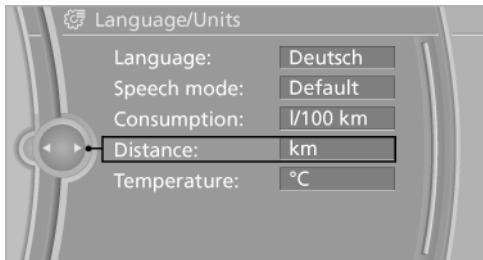 Language/Units
Language: Deutsch
Speech mode: Default
Consumption: l/100 km
Distance: km
Temperature: °C